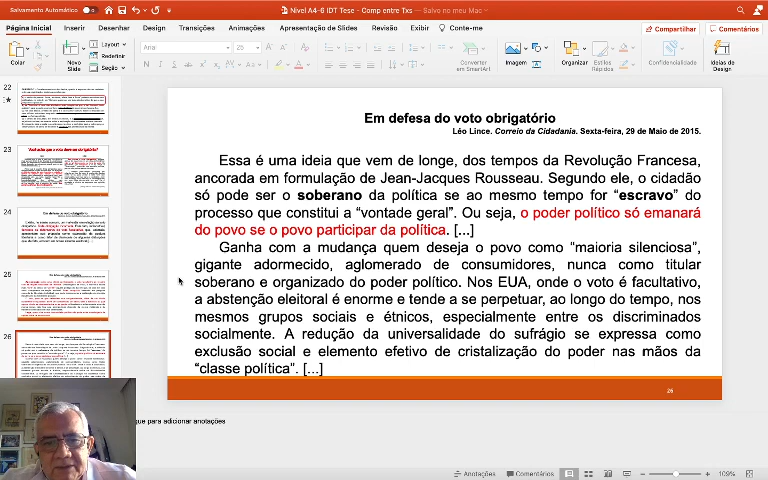 Salvamento Automático
Nível A4-6 IDT Tese - Comp entre Txs — Salvo no meu Mac
Página Inicial Inserir Desenhar Design Transições Animações Apresentação de Slides Revisão Exibir Conte-me
Compartilhar Comentários
Colar
Novo Slide
Layout
Redefinir
Seção
Arial
N I S
Converter em SmartArt
Imagem
Organizar
Estilos Rápidos
Confidencialidade
Ideias de Design
22
23
24
25
26
Em defesa do voto obrigatório
Léo Lince. Correio da Cidadania. Sexta-feira, 29 de Maio de 2015.
Essa é uma ideia que vem de longe, dos tempos da Revolução Francesa,
ancorada em formulação de Jean-Jacques Rousseau. Segundo ele, o cidadão
só pode ser o soberano da política se ao mesmo tempo for “escravo” do
processo que constitui a “vontade geral”. Ou seja, o poder político só emanará
do povo se o povo participar da política. [...]
Ganha com a mudança quem deseja o povo como “maioria silenciosa”,
gigante adormecido, aglomerado de consumidores, nunca como titular
soberano e organizado do poder político. Nos EUA, onde o voto é facultativo,
a abstenção eleitoral é enorme e tende a se perpetuar, ao longo do tempo, nos
mesmos grupos sociais e étnicos, especialmente entre os discriminados
socialmente. A redução da universalidade do sufrágio se expressa como
exclusão social e elemento efetivo de cristalização do poder nas mãos da
“classe política”. [...]
26
que para adicionar anotações
Anotações Comentários
109%